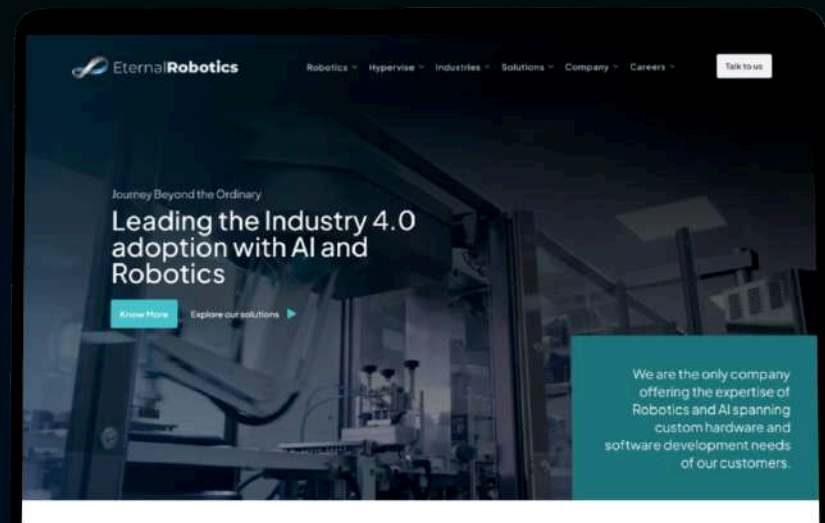 EternalRobotics
Robotics Hypervise Industries Solutions Company Careers
Talk to us
Journey Beyond the Ordinary
Leading the Industry 4.0
adoption with AI and
Robotics
Know More
Explore our solutions
We are the only company
offering the expertise of
Robotics and AI spanning
custom hardware and
software development needs
of our customers.